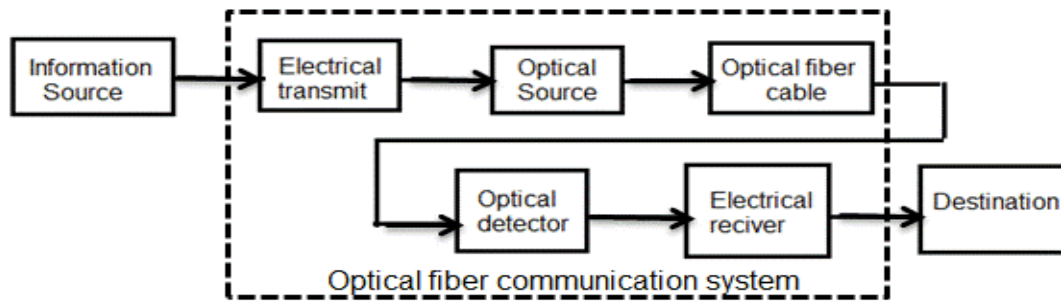 Information
Source
Electrical
transmit
Optical
Source
Optical fiber
cable
Optical
detector
Electrical
reciver
Destination
Optical fiber communication system